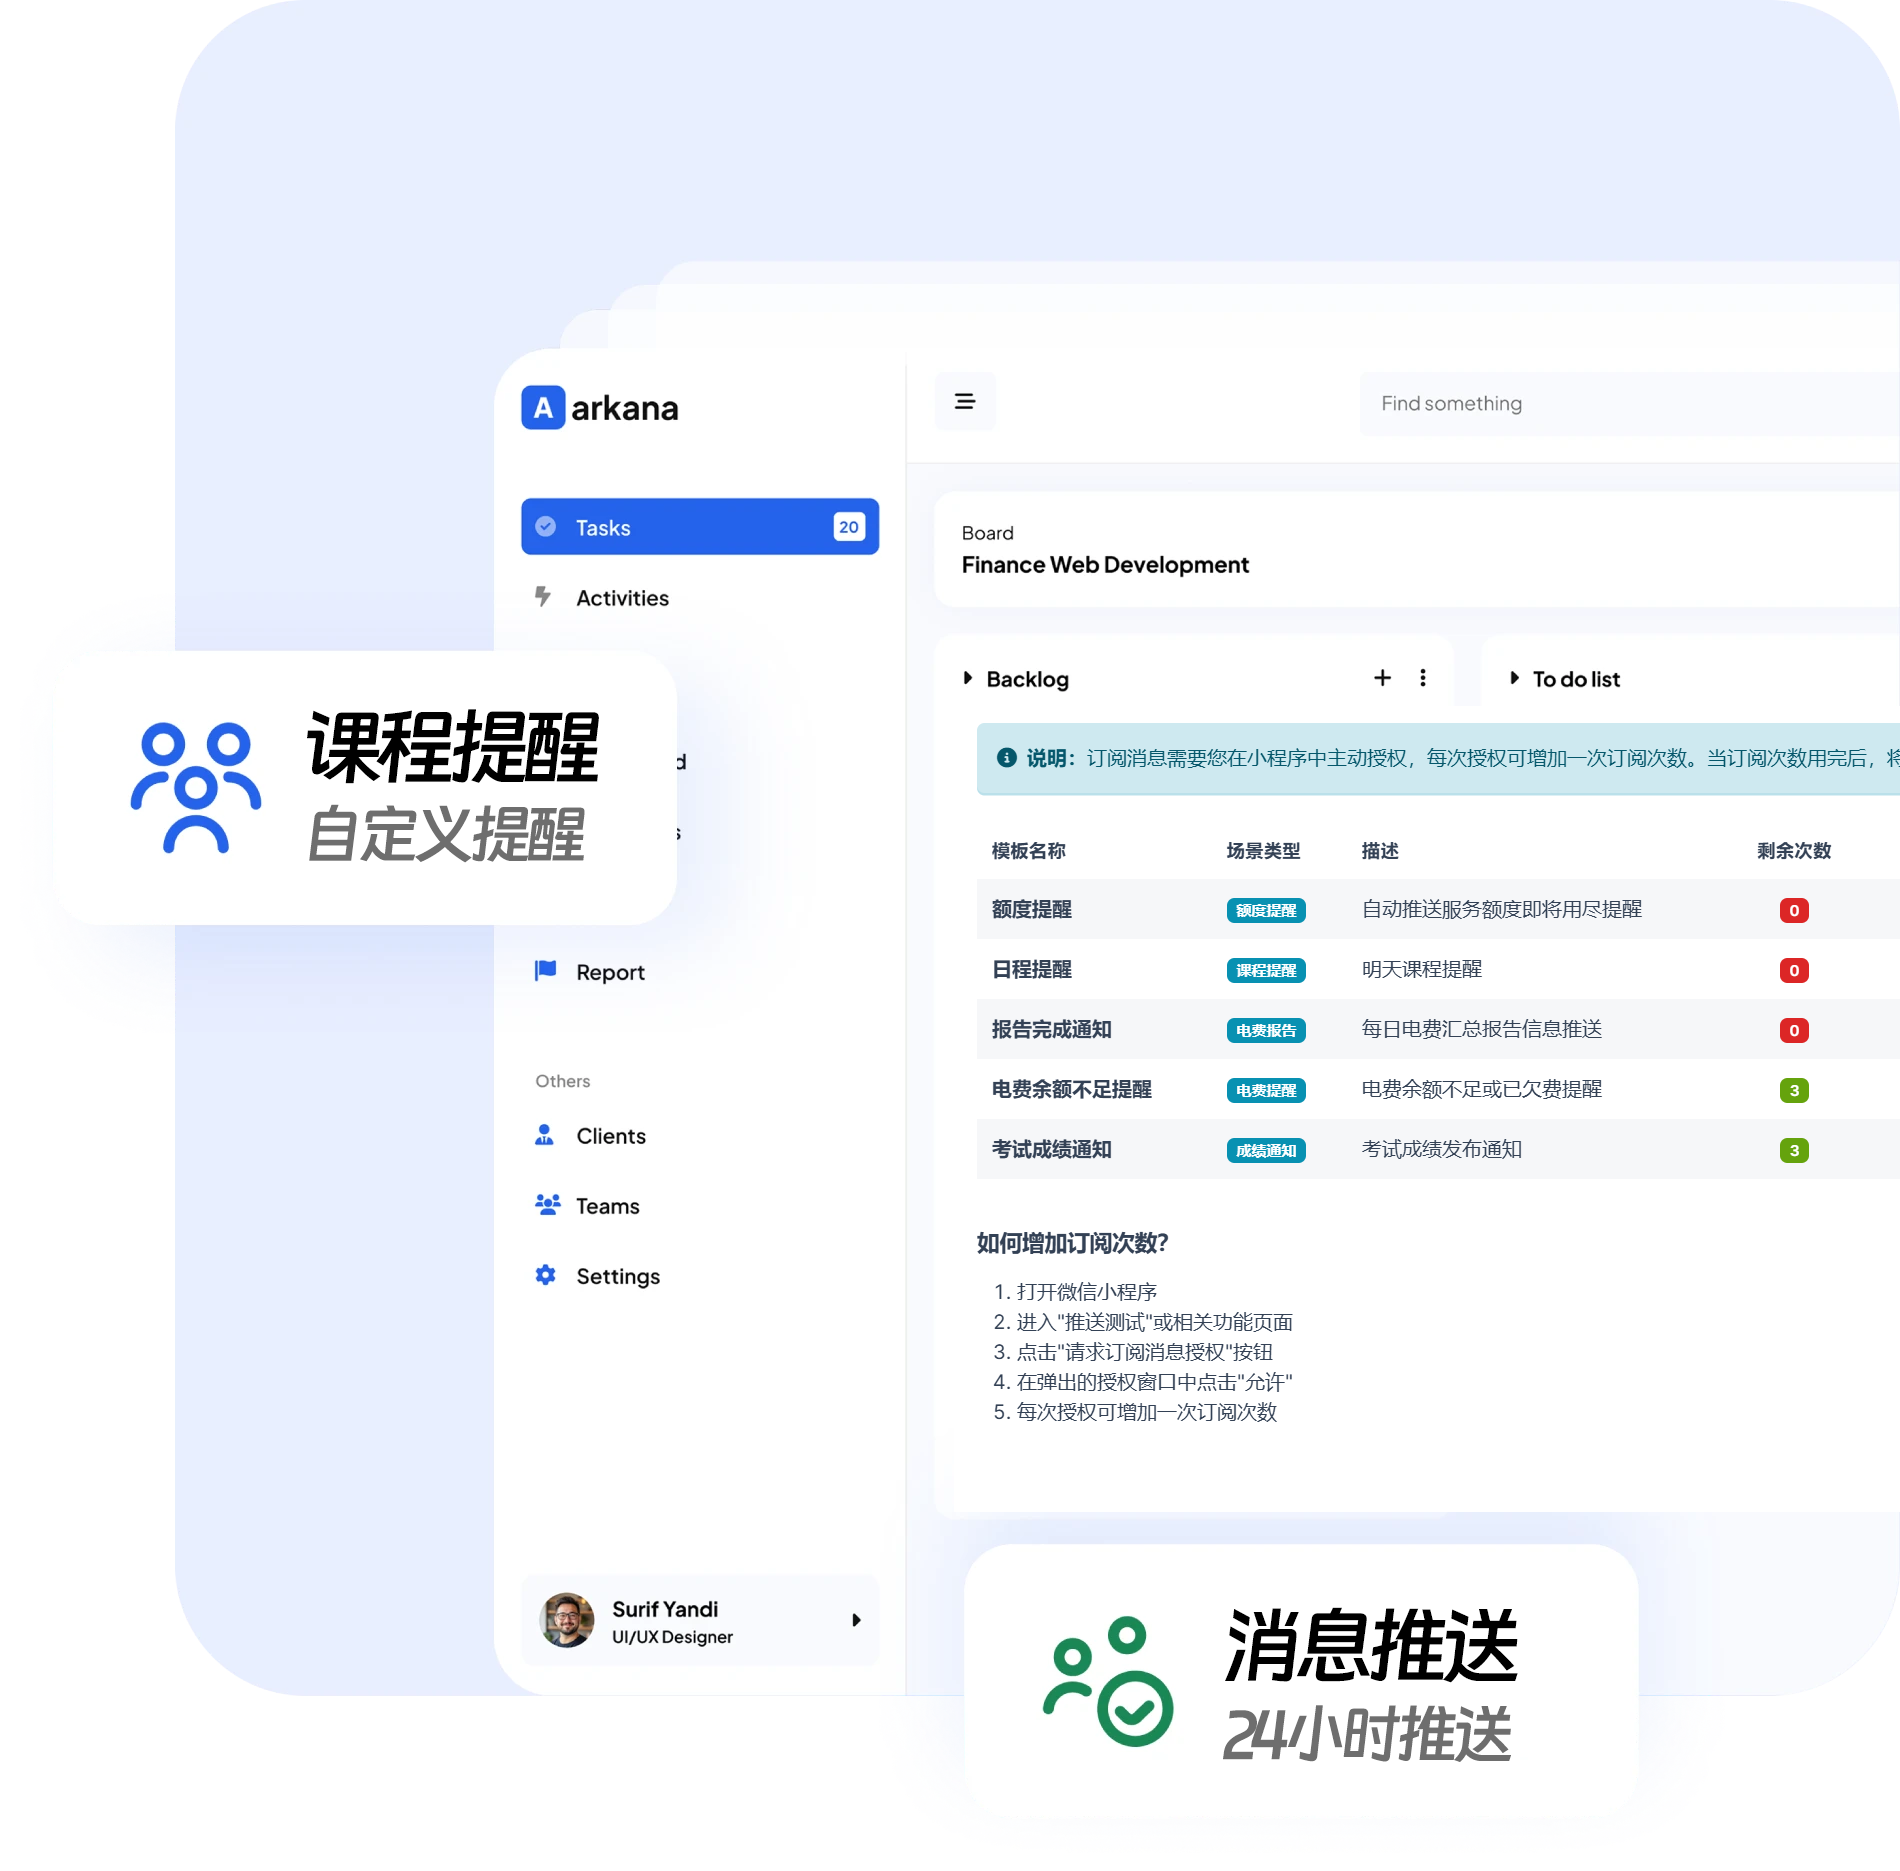 A arkana
Find something
Tasks 20
Activities
Board
Finance Web Development
Backlog
To do list
课程提醒
自定义提醒
d
s
说明：订阅消息需要您在小程序中主动授权，每次授权可增加一次订阅次数。当订阅次数用完后，将
模板名称 场景类型 描述 剩余次数
额度提醒 额度提醒 自动推送服务额度即将用尽提醒 0
日程提醒 课程提醒 明天课程提醒 0
报告完成通知 电费报告 每日电费汇总报告信息推送 0
电费余额不足提醒 电费提醒 电费余额不足或已欠费提醒 3
考试成绩通知 成绩通知 考试成绩发布通知 3
Report
Others
Clients
Teams
Settings
如何增加订阅次数？
1. 打开微信小程序
2. 进入"推送测试"或相关功能页面
3. 点击"请求订阅消息授权"按钮
4. 在弹出的授权窗口中点击"允许"
5. 每次授权可增加一次订阅次数
Surif Yandi
UI/UX Designer
消息推送
24小时推送